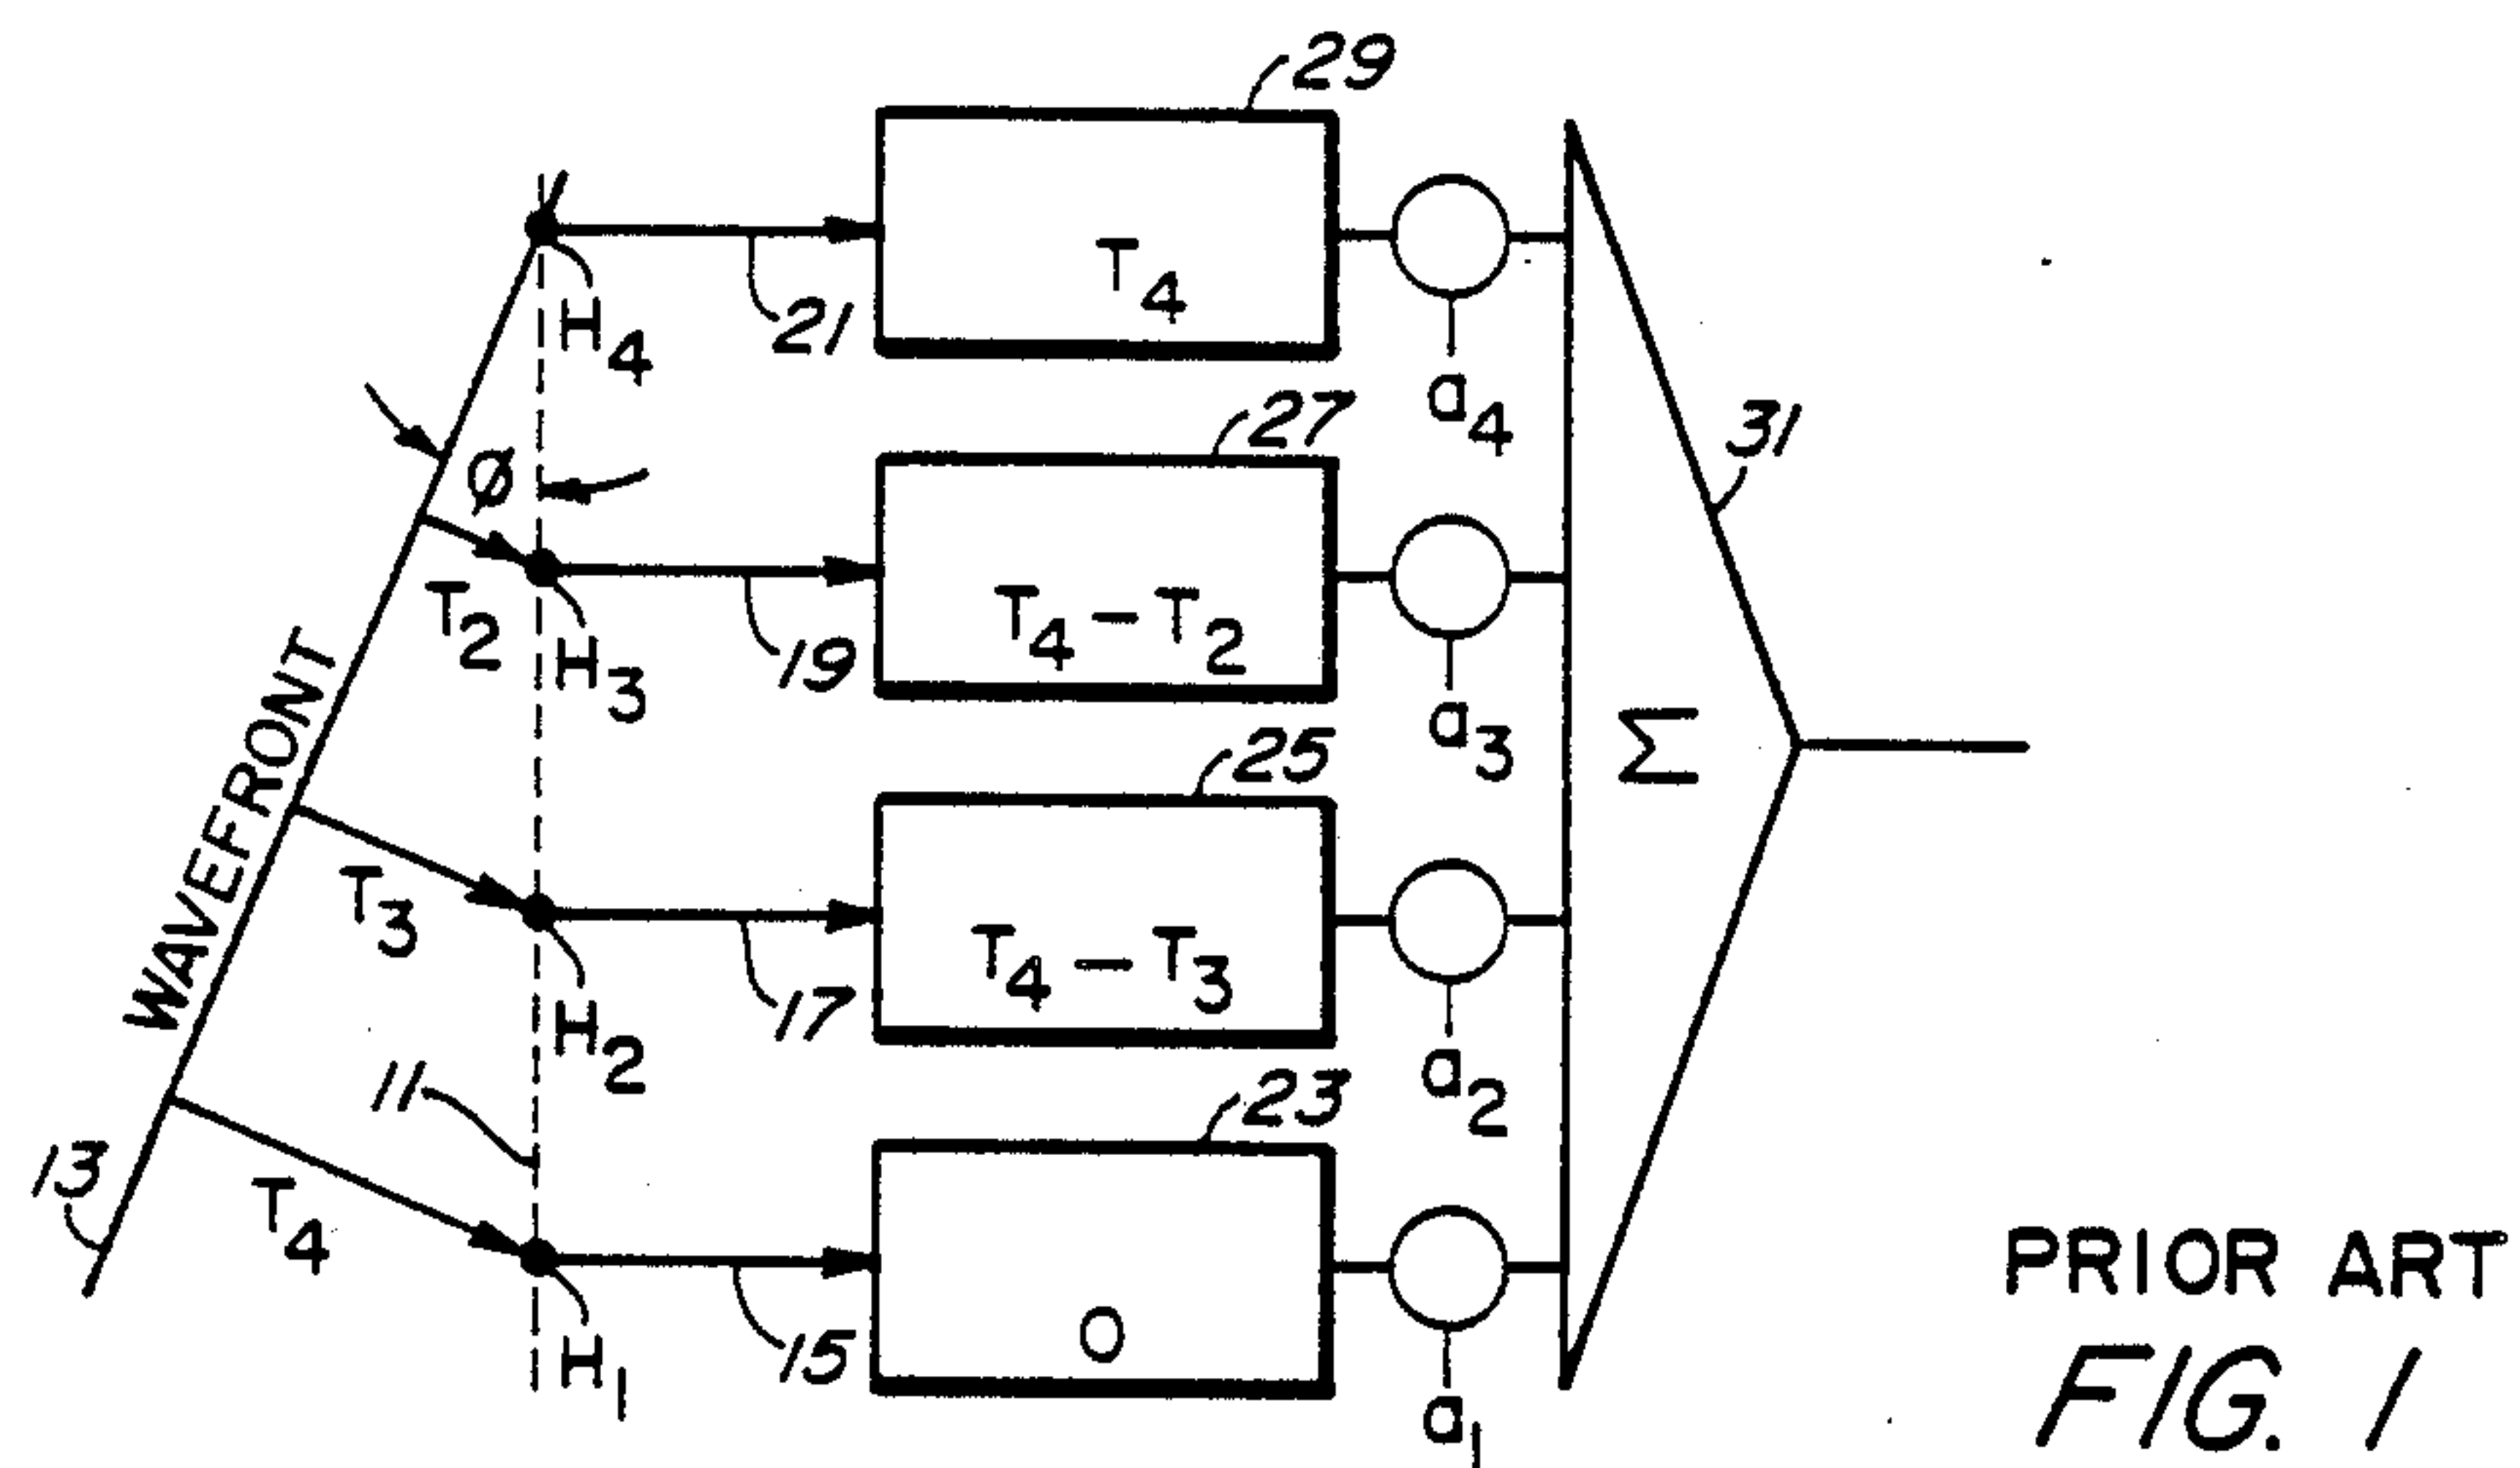 29
T4
H4
21
a4
27
Ø
31
T4 – T2
T2
H3
19
a3
25
Σ
WAVEFRONT
T3
T4 – T3
H2
17
a2
11
23
13
T4
O
H1
15
a1
PRIOR ART
FIG. 1